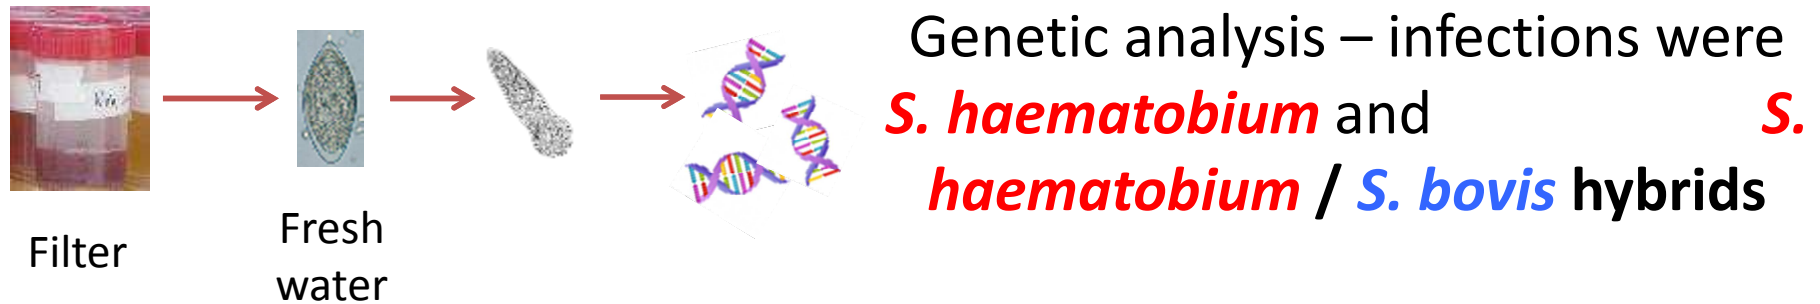 Genetic analysis – infections were
S. haematobium and S.
haematobium / S. bovis hybrids
Filter
Fresh
water